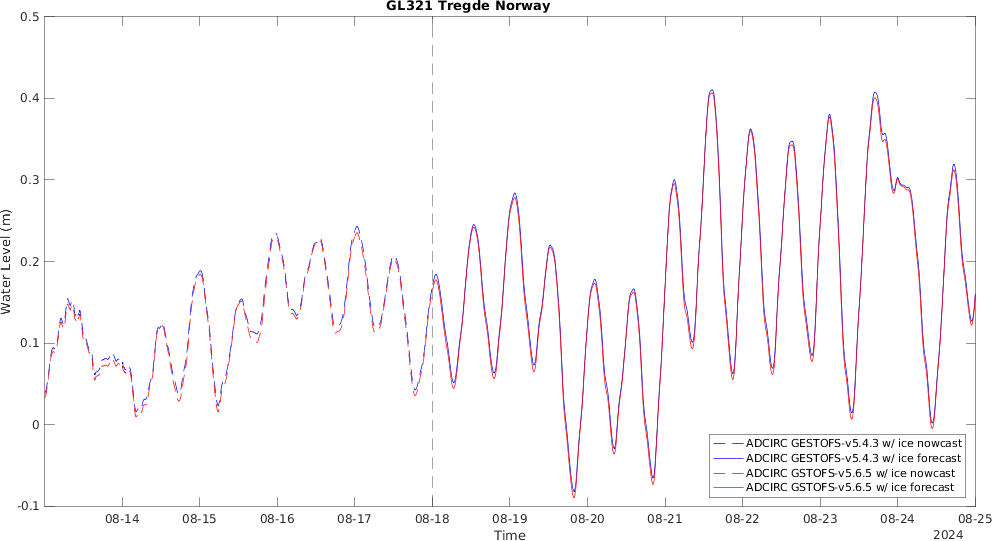 GL321 Tregde Norway
0.5
0.4
0.3
0.2
0.1
0
-0.1
Water Level (m)
08-14 08-15 08-16 08-17 08-18 08-19 08-20 08-21 08-22 08-23 08-24 08-25
Time
2024
ADCIRC GESTOFS-v5.4.3 w/ ice nowcast
ADCIRC GESTOFS-v5.4.3 w/ ice forecast
ADCIRC GSTOFS-v5.6.5 w/ ice nowcast
ADCIRC GSTOFS-v5.6.5 w/ ice forecast